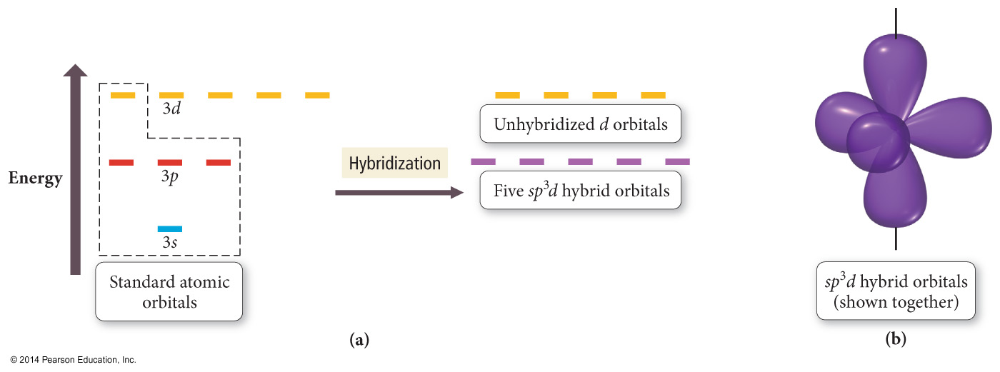 3d
Unhybridized d orbitals
Energy
3p
Hybridization
Five sp³d hybrid orbitals
3s
Standard atomic
orbitals
sp³d hybrid orbitals
(shown together)
(a)
(b)
© 2014 Pearson Education, Inc.